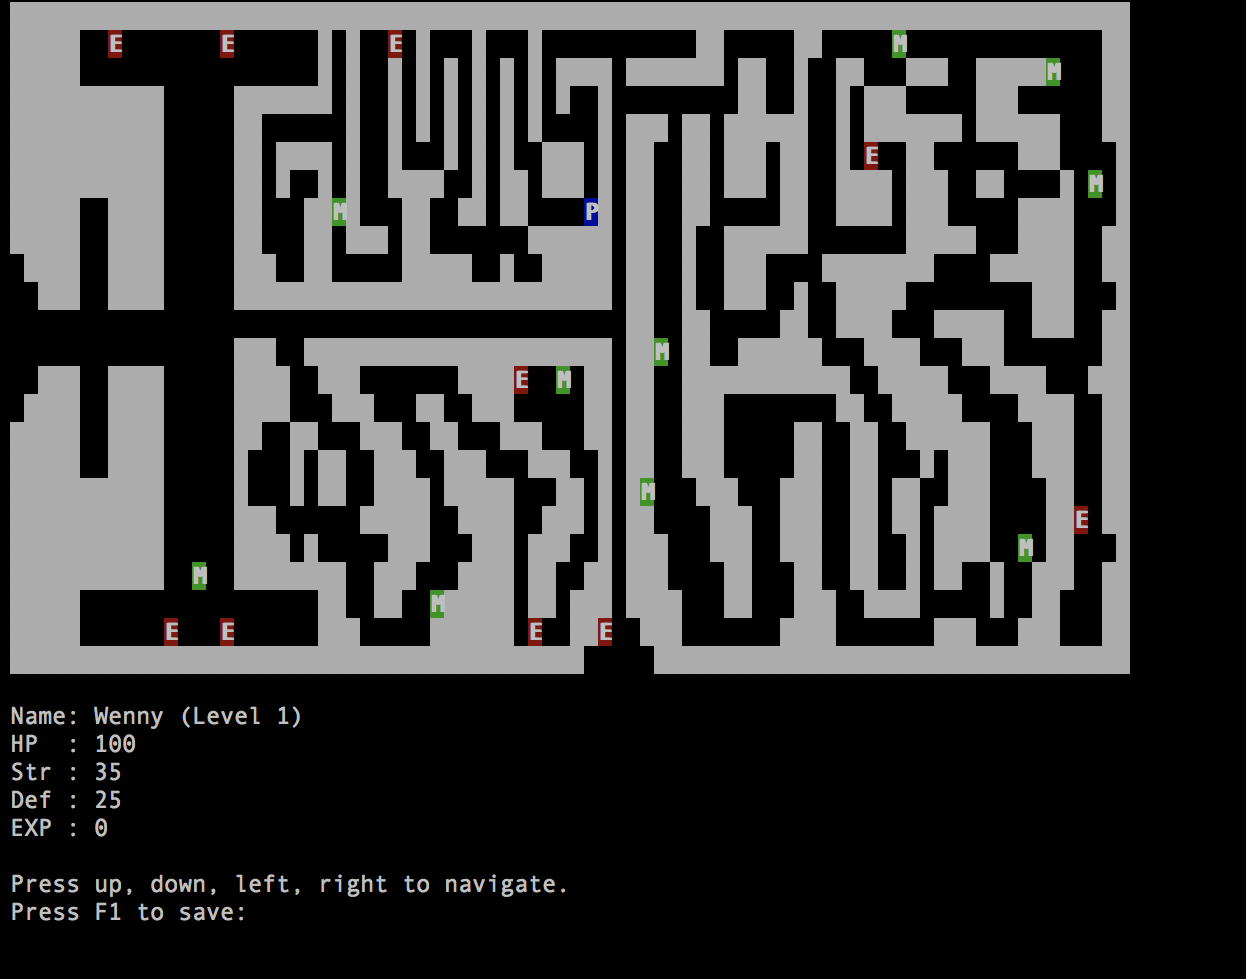 E E E M
M
E
M
M P
M
E M
M
E
M
M
M
E E E E
Name: Wenny (Level 1)
HP : 100
Str : 35
Def : 25
EXP : 0
Press up, down, left, right to navigate.
Press F1 to save: